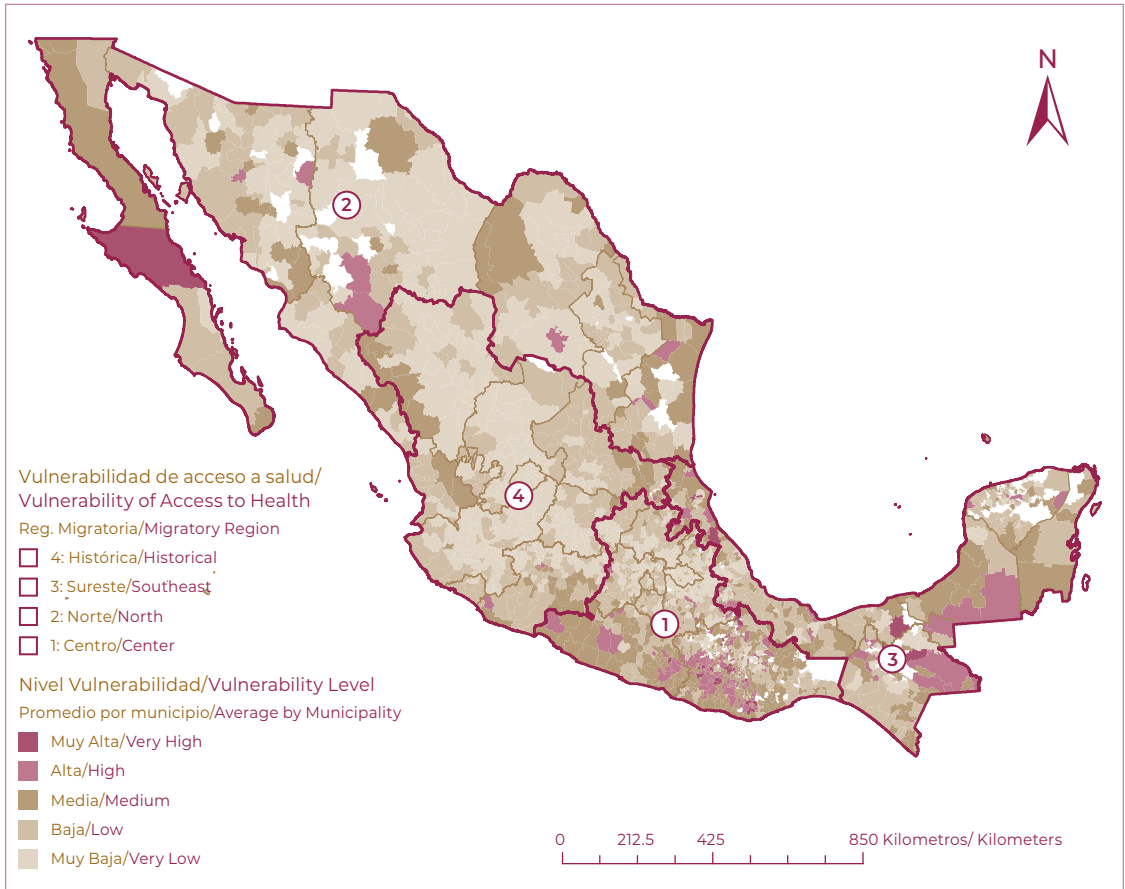 N
2
4
1
3
Vulnerabilidad de acceso a salud/
Vulnerability of Access to Health
Reg. Migratoria/Migratory Region
4: Histórica/Historical
3: Sureste/Southeast
2: Norte/North
1: Centro/Center
Nivel Vulnerabilidad/Vulnerability Level
Promedio por municipio/Average by Municipality
Muy Alta/Very High
Alta/High
Media/Medium
Baja/Low
Muy Baja/Very Low
0 212.5 425 850 Kilometros/ Kilometers